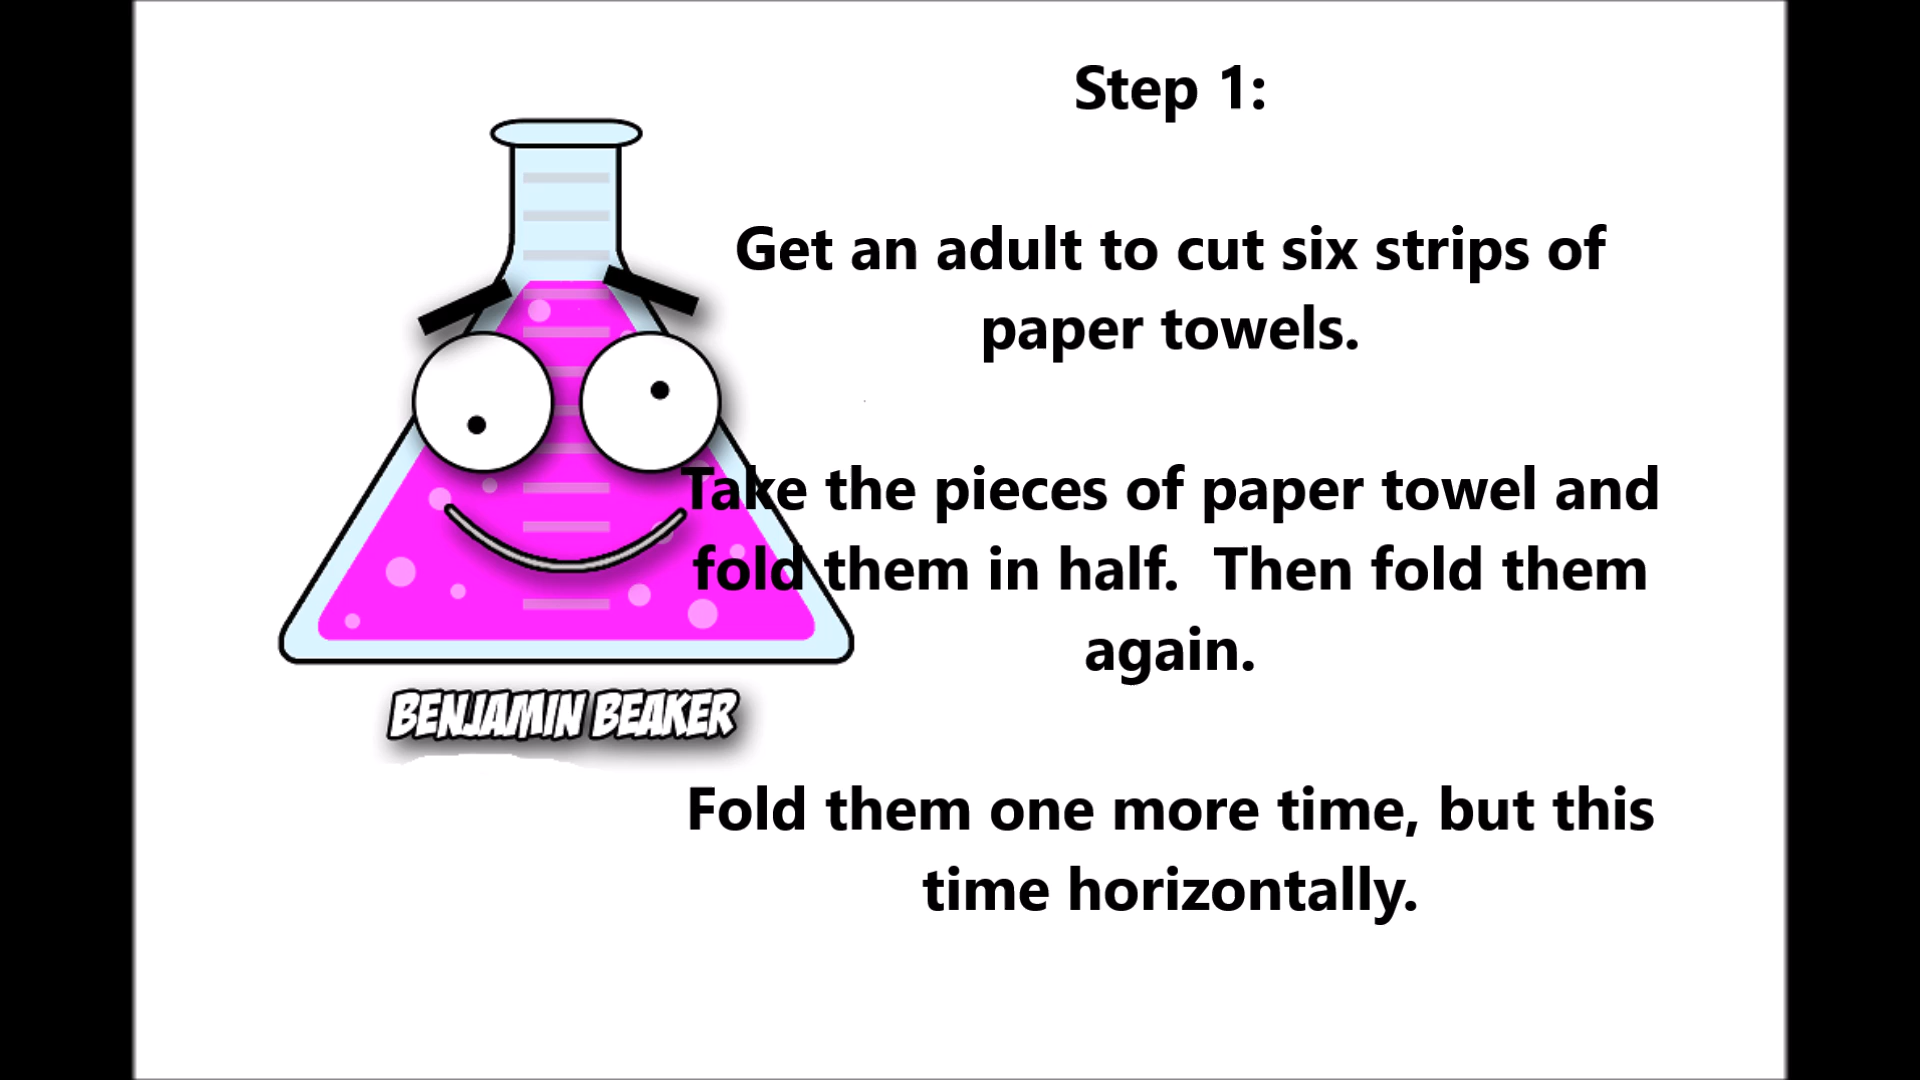 Step 1:
Get an adult to cut six strips of
paper towels.
Take the pieces of paper towel and
fold them in half.  Then fold them
again.
BENJAMIN BEAKER
Fold them one more time, but this
time horizontally.